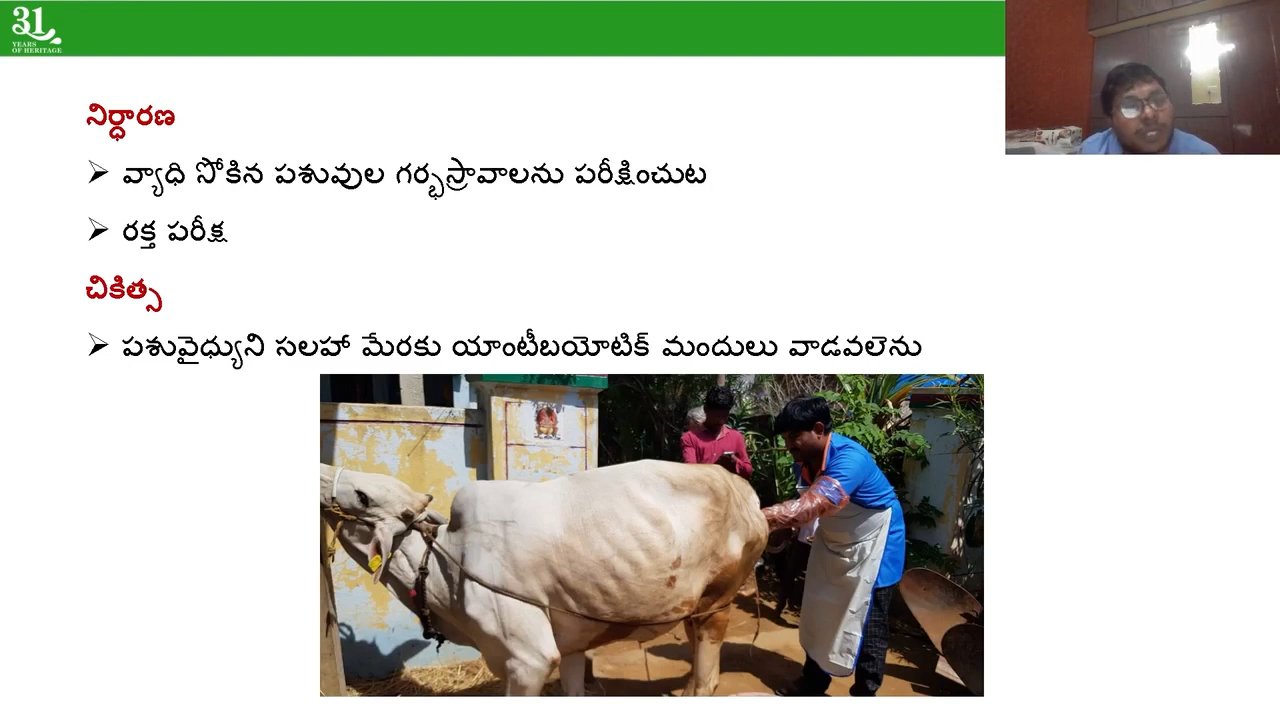 31
YEARS
OF HERITAGE
నిర్ధారణ
➢ వ్యాధి సోకిన పశువుల గర్భస్రావాలను పరీక్షించుట
➢ రక్త పరీక్ష
చికిత్స
➢ పశువైధ్యుని సలహా మేరకు యాంటీబయోటిక్ మందులు వాడవలెను